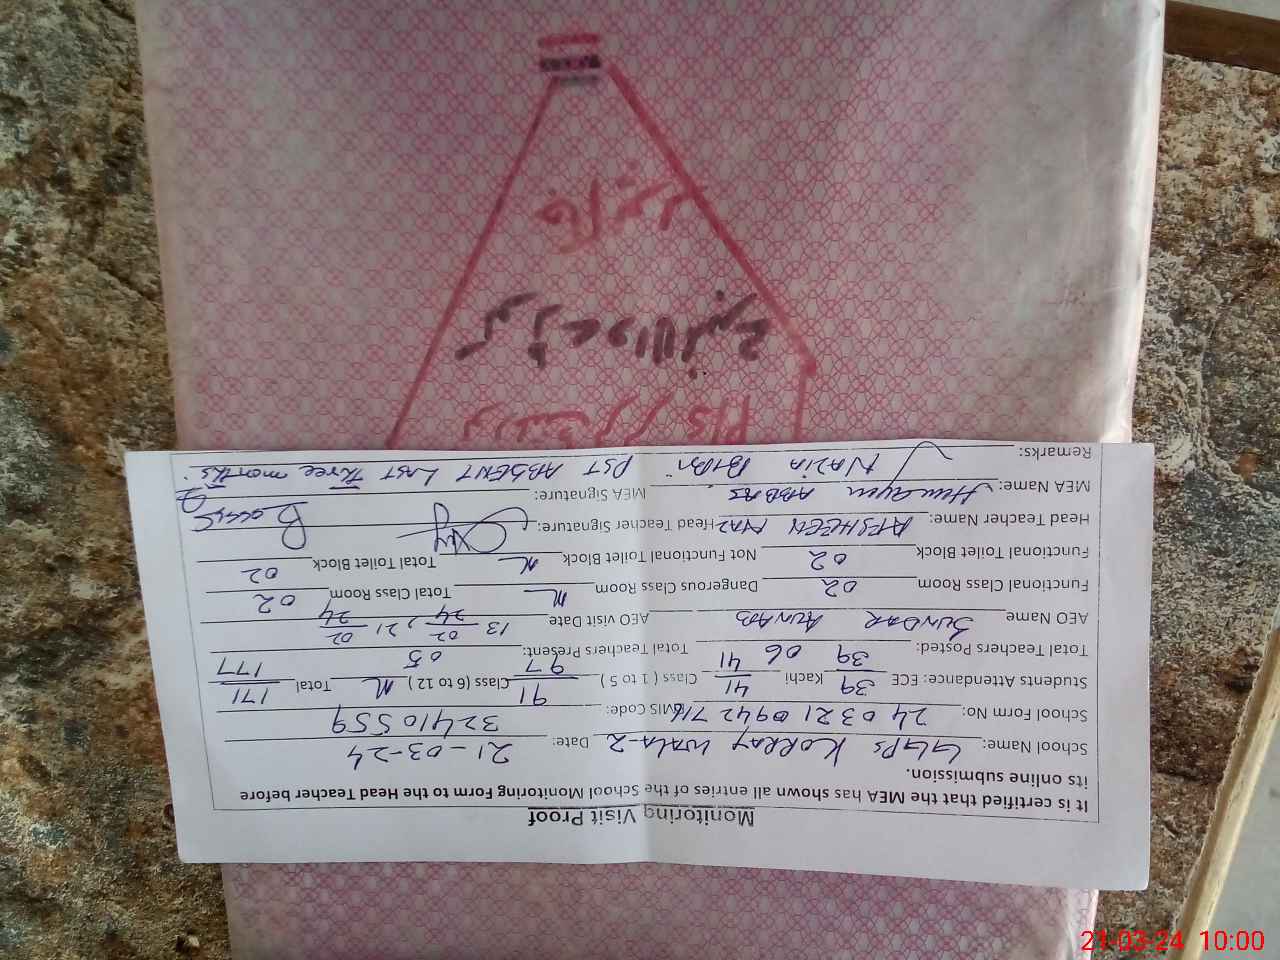 Monitoring Visit Proof
It is certified that the MEA has shown all entries of the School Monitoring Form to the Head Teacher before
its online submission.
School Name: GGPS KORRAY WALA-2 Date: 21-03-24
School Form No: 2403210942716 EMIS Code: 32410559
Students Attendance: ECE: 39/39 Kachi 41/41 Class (1 to 5) 91/97 Class (6 to 12) N Total 171/177
Total Teachers Posted: 06 Total Teachers Present: 05
AEO Name SUNDAR AUNAB AEO visit Date 13/02/24, 21/02/24
Functional Class Room 02 Dangerous Class Room N Total Class Room 02
Functional Toilet Block 02 Not Functional Toilet Block N Total Toilet Block 02
Head Teacher Name: AFSHEEN Head Teacher Signature:
MEA Name: Humayun ABBAS MEA Signature:
Remarks: NAZIA BIBI PST ABSENT LAST Three months.
21-03-24 10:00